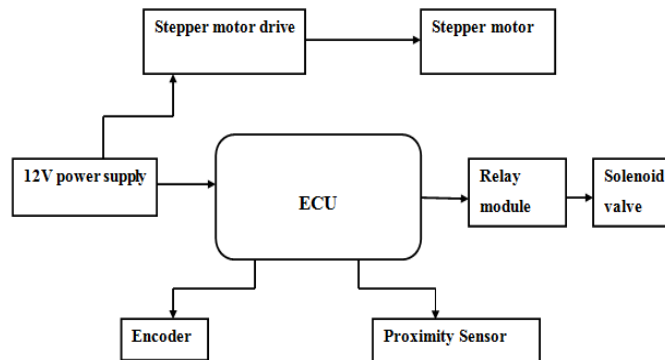 Stepper motor drive
Stepper motor
12V power supply
ECU
Relay
module
Solenoid
valve
Encoder
Proximity Sensor